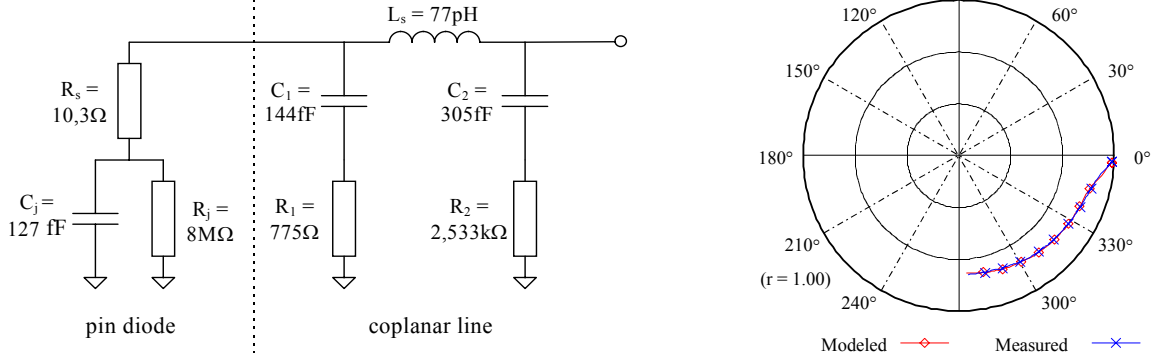 Ls = 77pH
Rs =
10,3Ω
C1 =
144fF
C2 =
305fF
Cj =
127 fF
Rj =
8MΩ
R1 =
775Ω
R2 =
2,533kΩ
pin diode
coplanar line
120°
60°
150°
30°
180°
0°
210°
330°
(r = 1.00)
240°
300°
Modeled
Measured